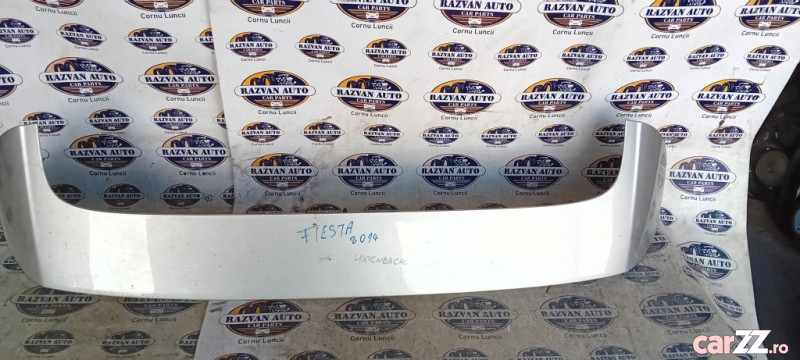 RAZVAN AUTO
CAR PARTS
Cornu Luncii
FIESTA
2014
HATCHBACK
carzz.ro